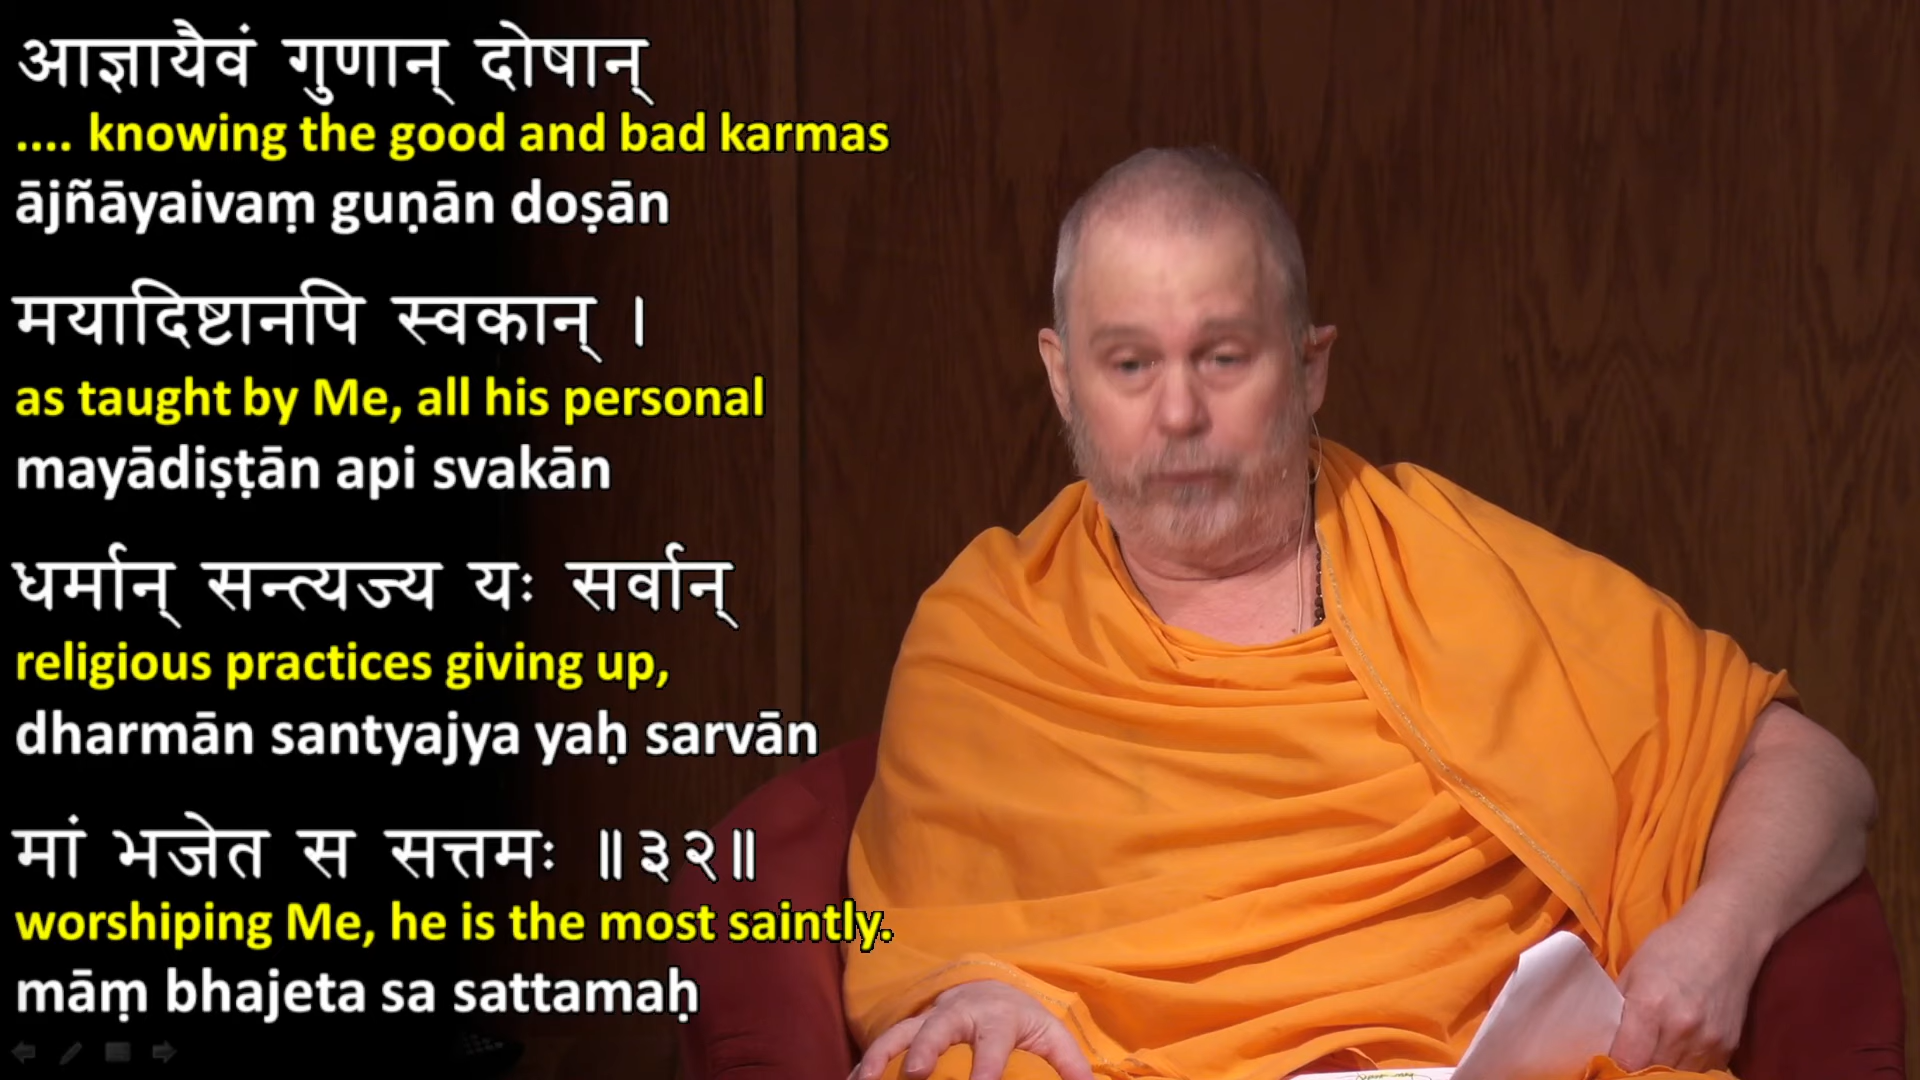 आज्ञायैवं गुणान् दोषान्
.... knowing the good and bad karmas
ājñāyaivaṃ guṇān doṣān
मयादिष्टानपि स्वकान् ।
as taught by Me, all his personal
mayādiṣṭān api svakān
धर्मान् सन्त्यज्य यः सर्वान्
religious practices giving up,
dharmān santyajya yaḥ sarvān
मां भजेत स सत्तमः ॥३२॥
worshiping Me, he is the most saintly.
māṃ bhajeta sa sattamaḥ